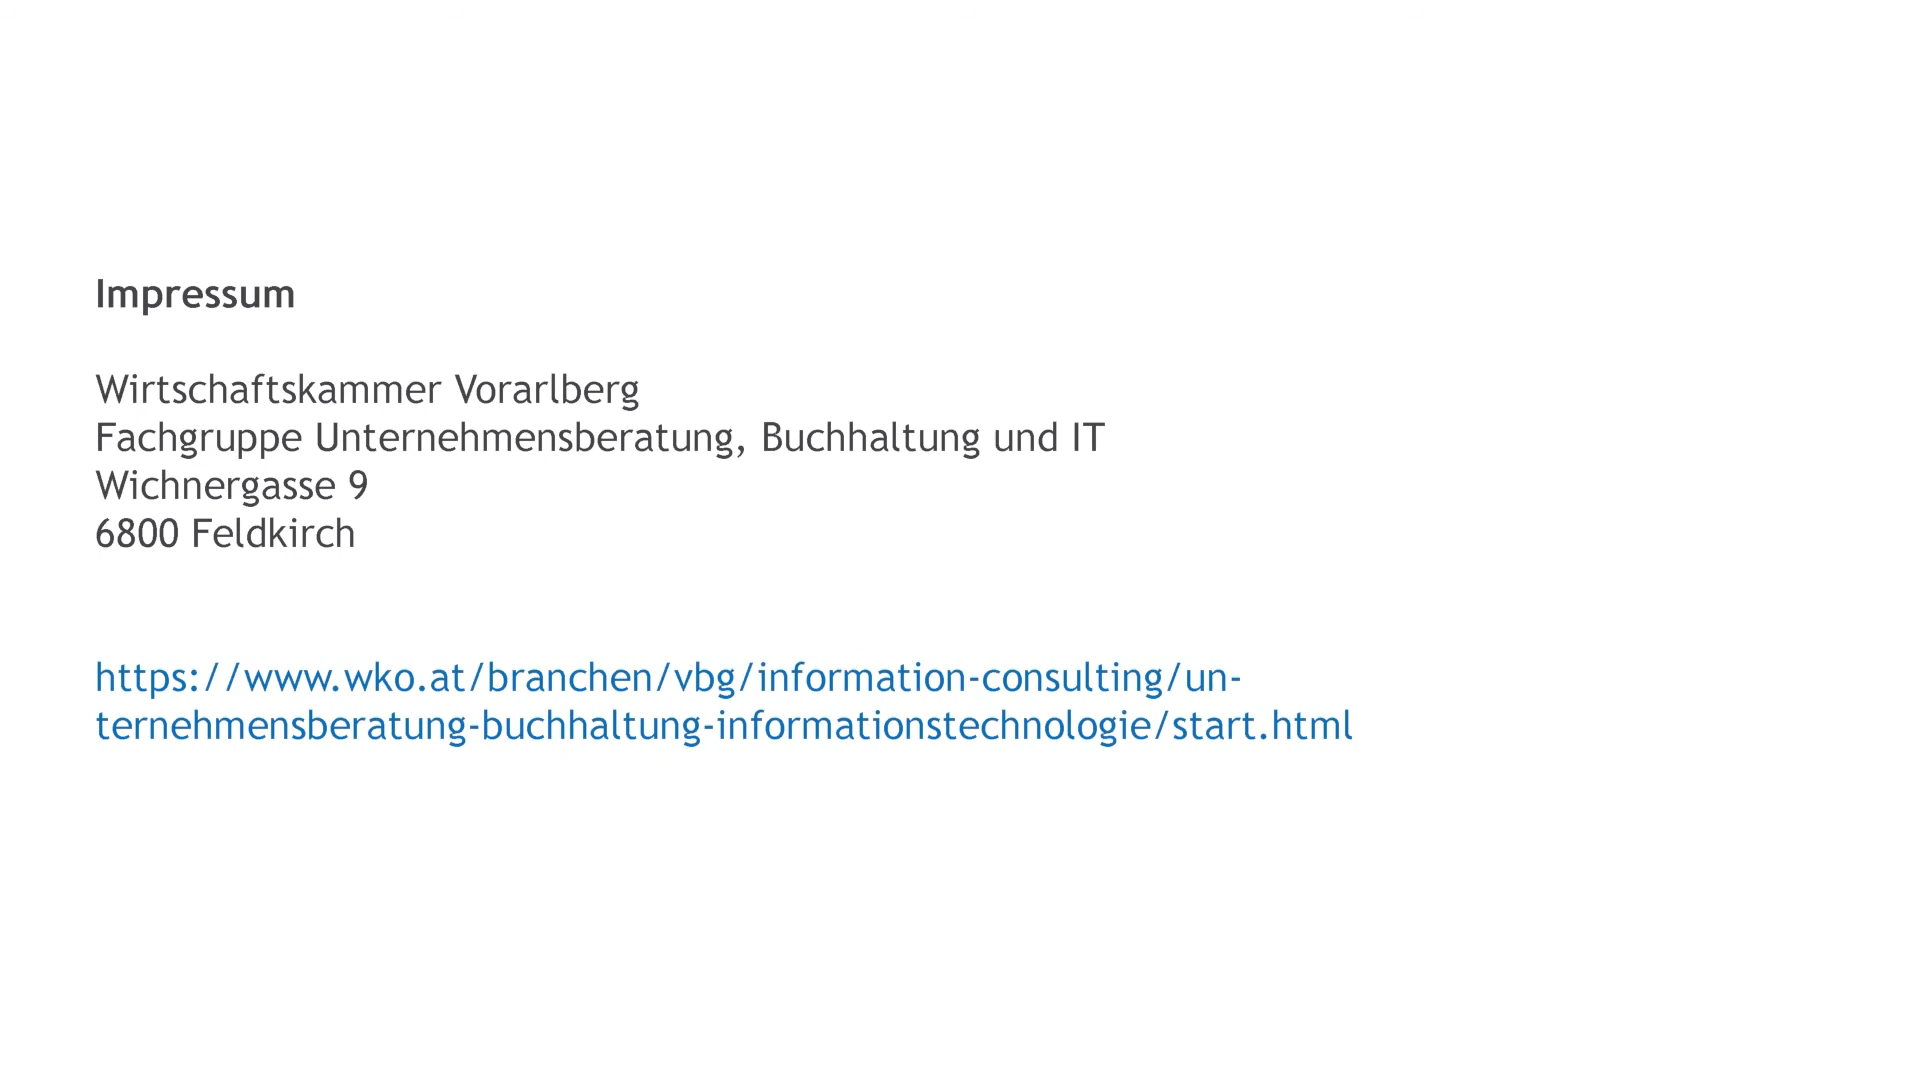 Impressum
Wirtschaftskammer Vorarlberg
Fachgruppe Unternehmensberatung, Buchhaltung und IT
Wichnergasse 9
6800 Feldkirch
https://www.wko.at/branchen/vbg/information-consulting/un-
ternehmensberatung-buchhaltung-informationstechnologie/start.html